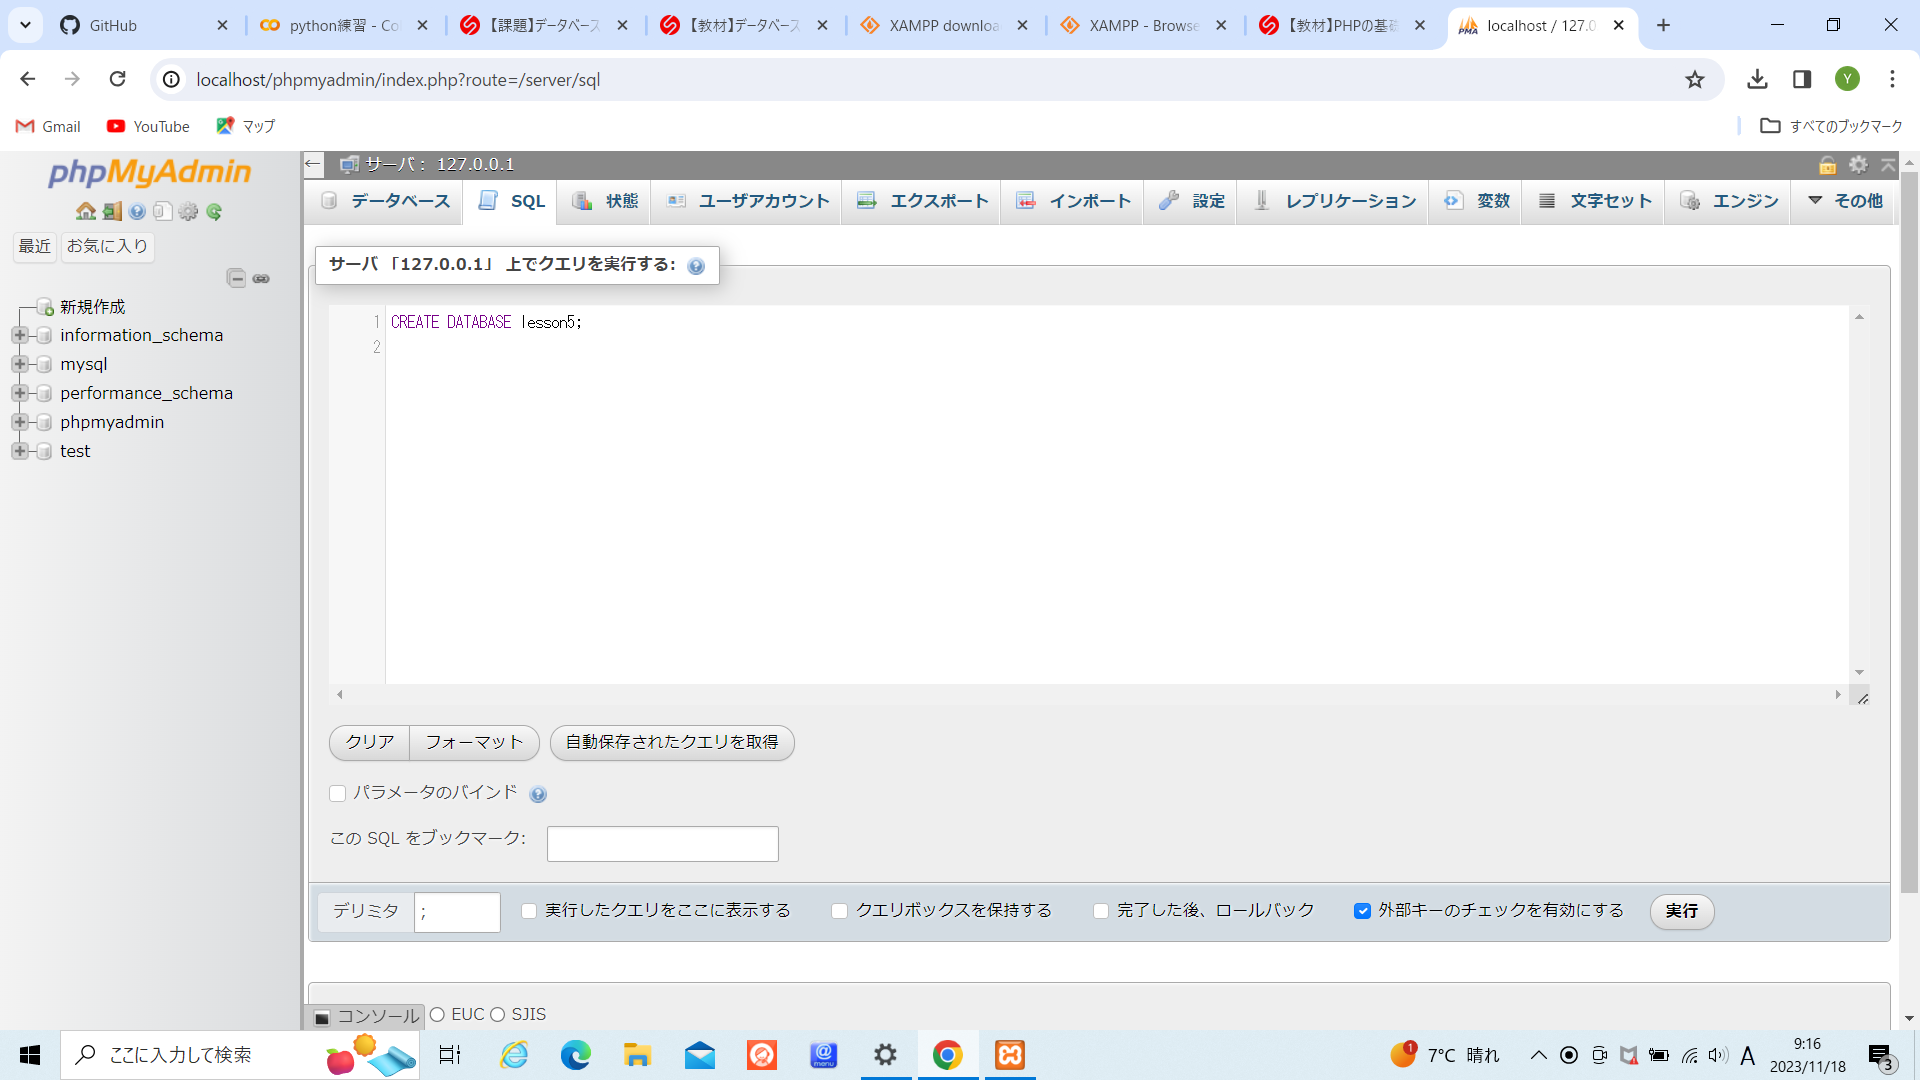 GitHub
python練習 - Co
【課題】データベース
【教材】データベース
XAMPP downloa
XAMPP - Browse
【教材】PHPの基礎
localhost / 127.0
localhost/phpmyadmin/index.php?route=/server/sql
Y
Gmail
YouTube
マップ
すべてのブックマーク
phpMyAdmin
最近
お気に入り
新規作成
information_schema
mysql
performance_schema
phpmyadmin
test
サーバ： 127.0.0.1
データベース
SQL
状態
ユーザアカウント
エクスポート
インポート
設定
レプリケーション
変数
文字セット
エンジン
その他
サーバ 「127.0.0.1」 上でクエリを実行する:
1 CREATE DATABASE lesson5;
2
クリア
フォーマット
自動保存されたクエリを取得
パラメータのバインド
この SQL をブックマーク:
デリミタ
;
実行したクエリをここに表示する
クエリボックスを保持する
完了した後、ロールバック
外部キーのチェックを有効にする
実行
コンソール
EUC
SJIS
ここに入力して検索
@
menu
1
7°C 晴れ
A
9:16
2023/11/18
3